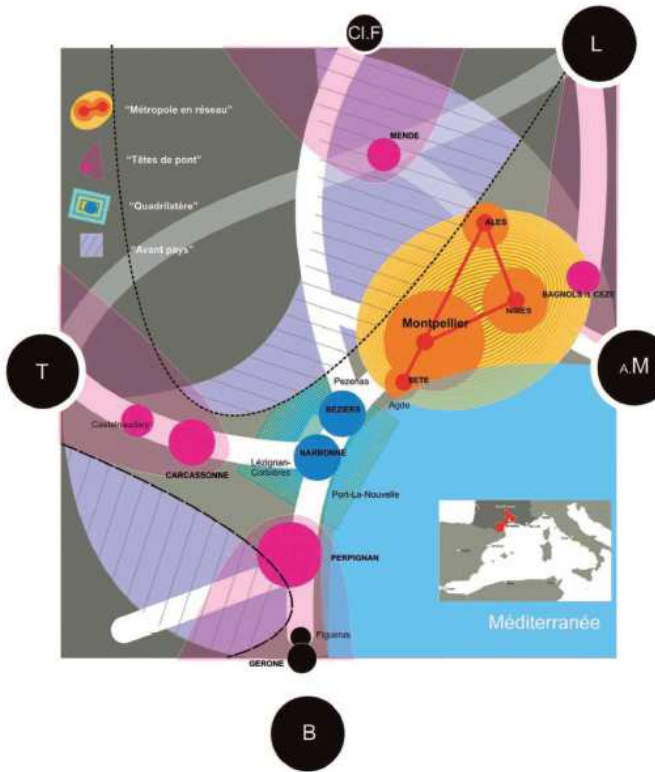 Cl.F
L
"Métropole en réseau"
MENDE
"Têtes de pont"
"Quadrilatère"
ALES
"Avant pays"
BAGNOLS /s CEZE
NIMES
Montpellier
A.M
T
SETE
Pezenas
Agde
BEZIERS
Castelnaudary
NARBONNE
Lézignan-
Corbières
CARCASSONNE
Port-La-Nouvelle
PERPIGNAN
Méditerranée
Figueras
GERONE
B